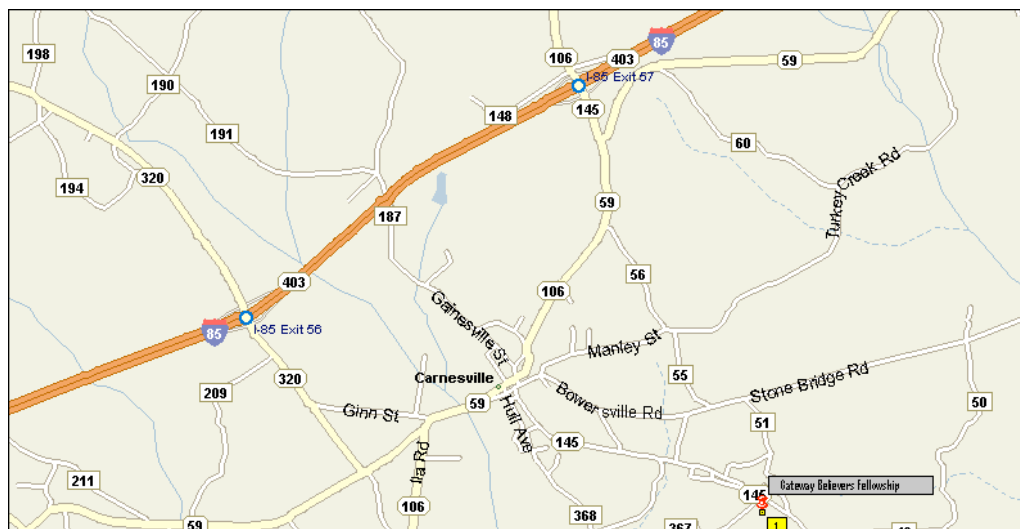 85
403
106
198
59
I-85 Exit 57
190
148
145
191
60
320
194
Turkey Creek Rd
59
187
56
403
106
Gainesville St
85
I-85 Exit 56
Manley St
320
Carnesville
55
Stone Bridge Rd
209
59
Bowersville Rd
50
Ginn St
Hull Ave
51
145
Ila Rd
211
Gateway Believers Fellowship
145
106
368
59
367
1